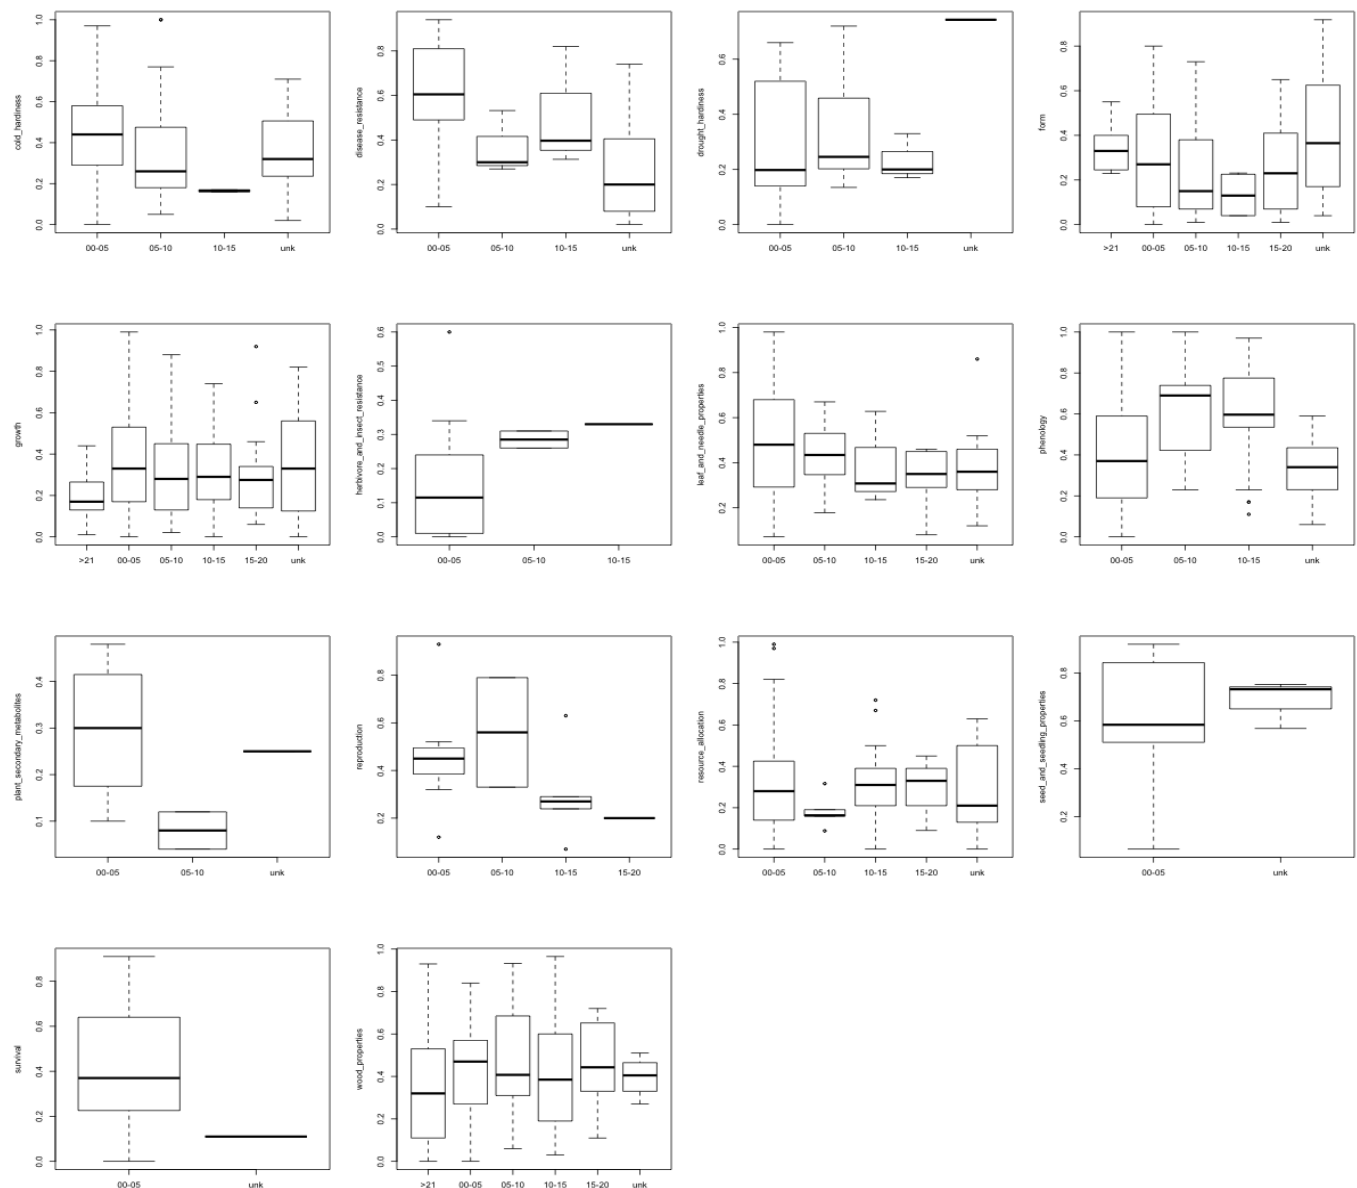 cold_hardiness
0.0 0.2 0.4 0.6 0.8 1.0
00-05 05-10 10-15 unk
disease_resistance
0.0 0.2 0.4 0.6 0.8
00-05 05-10 10-15 unk
drought_hardiness
0.0 0.2 0.4 0.6
00-05 05-10 10-15 unk
form
0.0 0.2 0.4 0.6 0.8
>21 00-05 05-10 10-15 15-20 unk
growth
0.0 0.2 0.4 0.6 0.8 1.0
>21 00-05 05-10 10-15 15-20 unk
herbivore_and_insect_resistance
0.0 0.1 0.2 0.3 0.4 0.5 0.6
00-05 05-10 10-15
leaf_and_needle_properties
0.2 0.4 0.6 0.8 1.0
00-05 05-10 10-15 15-20 unk
phenology
0.0 0.2 0.4 0.6 0.8 1.0
00-05 05-10 10-15 unk
plant_secondary_metabolites
0.1 0.2 0.3 0.4
00-05 05-10 unk
reproduction
0.2 0.4 0.6 0.8
00-05 05-10 10-15 15-20
resource_allocation
0.0 0.2 0.4 0.6 0.8 1.0
00-05 05-10 10-15 15-20 unk
seed_and_seedling_properties
0.2 0.4 0.6 0.8
00-05 unk
survival
0.0 0.2 0.4 0.6 0.8
00-05 unk
wood_properties
0.0 0.2 0.4 0.6 0.8 1.0
>21 00-05 05-10 10-15 15-20 unk